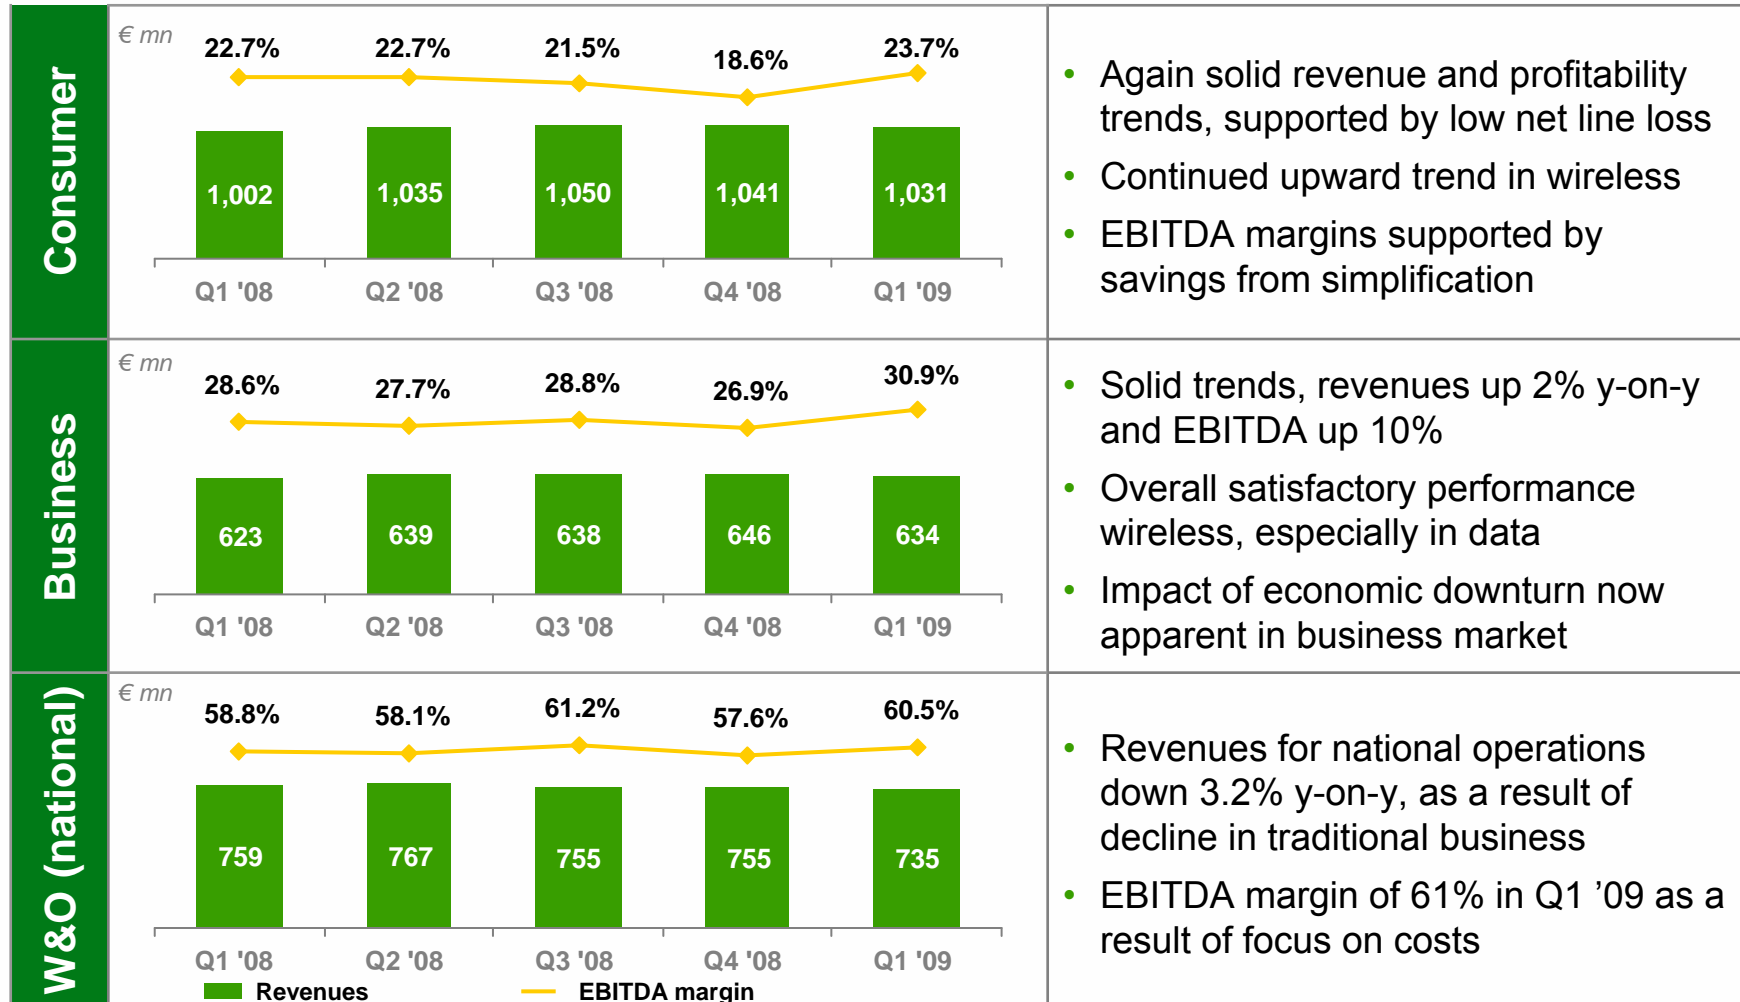 Consumer
€ mn
22.7% 22.7% 21.5% 18.6% 23.7%
1,002 1,035 1,050 1,041 1,031
Q1 '08 Q2 '08 Q3 '08 Q4 '08 Q1 '09
• Again solid revenue and profitability
trends, supported by low net line loss
• Continued upward trend in wireless
• EBITDA margins supported by
savings from simplification
Business
€ mn
28.6% 27.7% 28.8% 26.9% 30.9%
623 639 638 646 634
Q1 '08 Q2 '08 Q3 '08 Q4 '08 Q1 '09
• Solid trends, revenues up 2% y-on-y
and EBITDA up 10%
• Overall satisfactory performance
wireless, especially in data
• Impact of economic downturn now
apparent in business market
W&O (national)
€ mn
58.8% 58.1% 61.2% 57.6% 60.5%
759 767 755 755 735
Q1 '08 Q2 '08 Q3 '08 Q4 '08 Q1 '09
Revenues EBITDA margin
• Revenues for national operations
down 3.2% y-on-y, as a result of
decline in traditional business
• EBITDA margin of 61% in Q1 ’09 as a
result of focus on costs